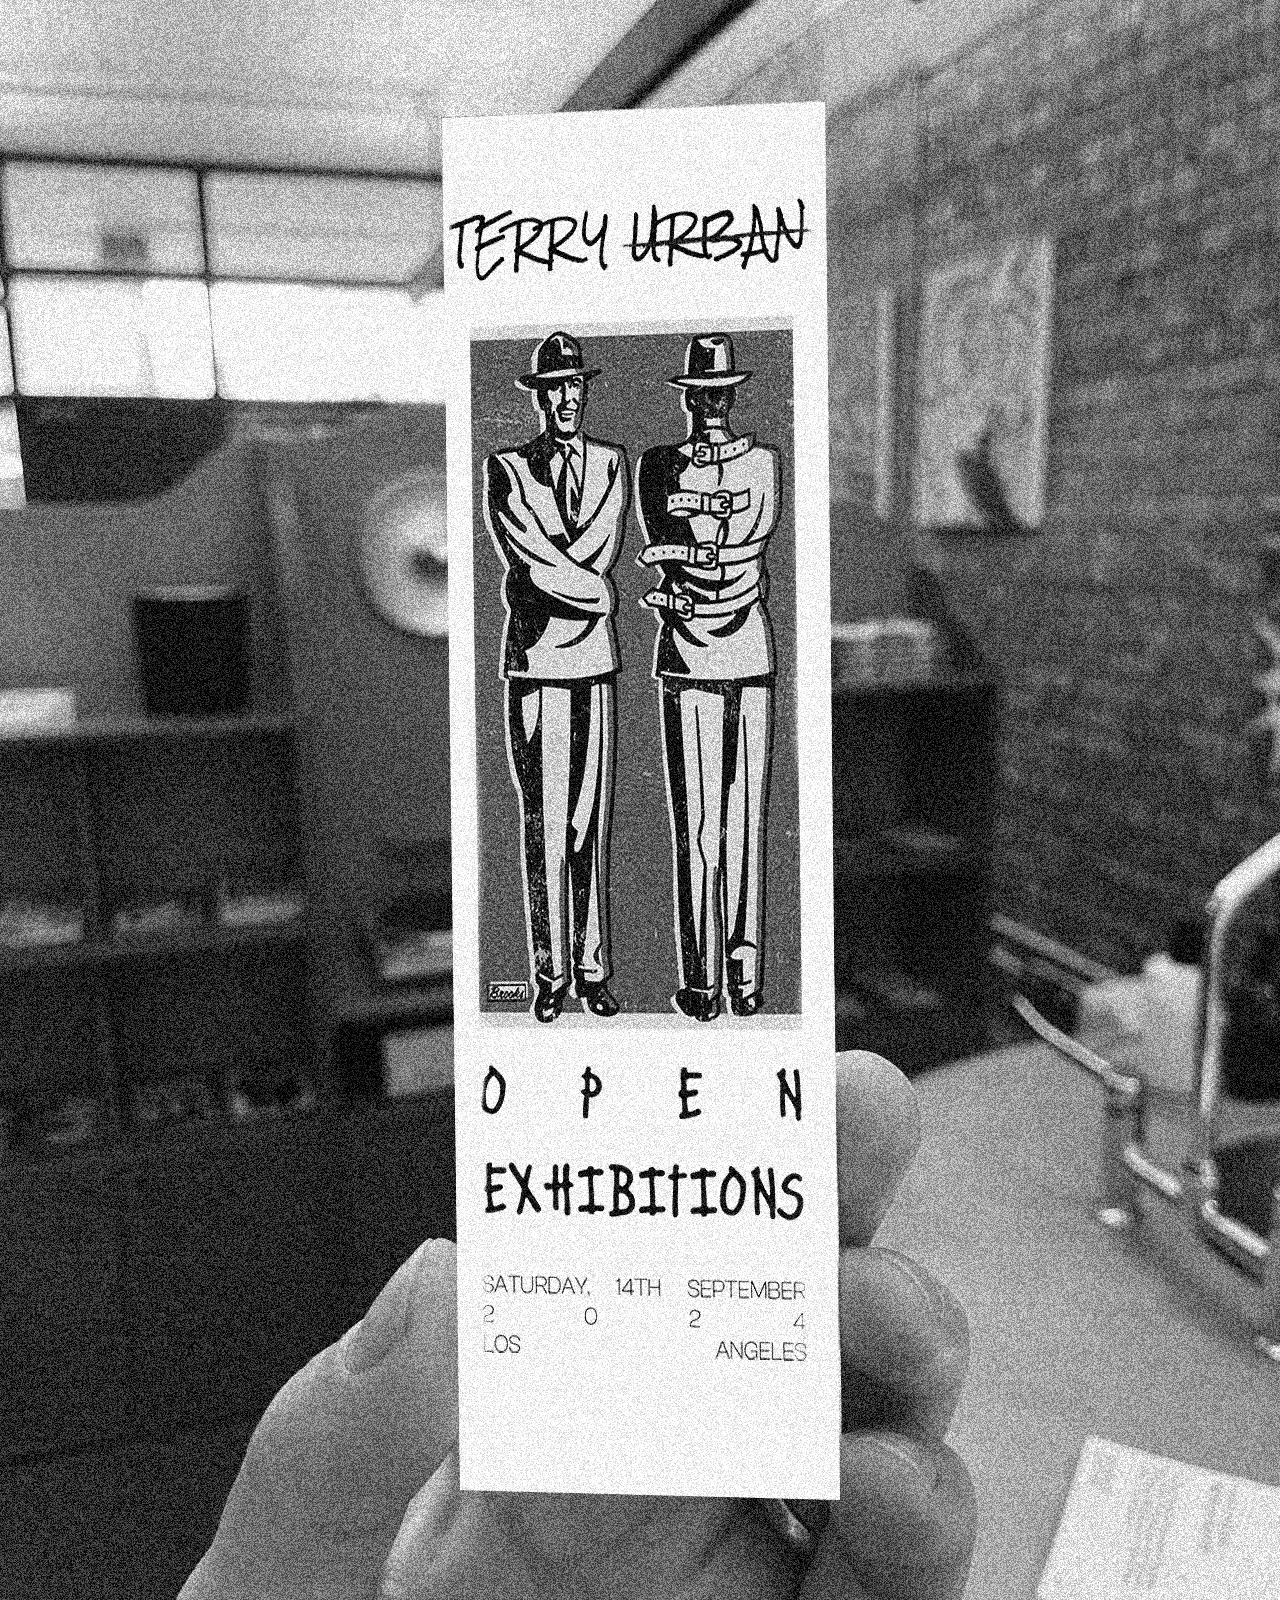 TERRY URBAN
Brooks
O P E N
EXHIBITIONS
SATURDAY, 14TH SEPTEMBER
2 0 2 4
LOS ANGELES